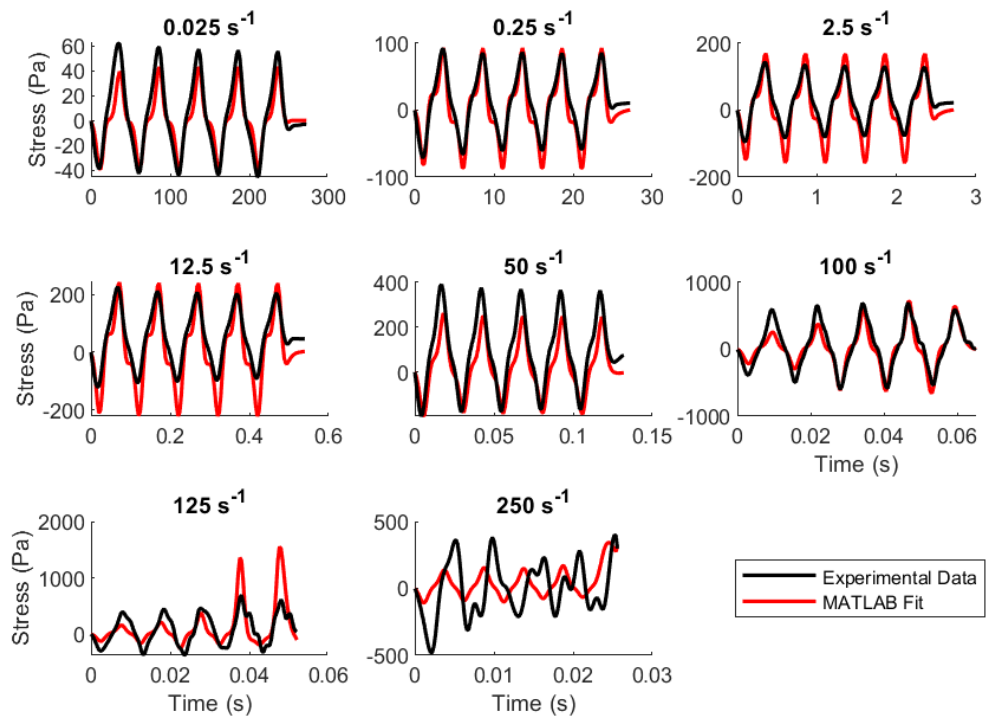 0.025 s-1
0.25 s-1
2.5 s-1
Stress (Pa)
60
40
20
0
-20
-40
0 100 200 300
100
0
-100
0 10 20 30
200
0
-200
0 1 2 3
12.5 s-1
50 s-1
100 s-1
Stress (Pa)
200
0
-200
0 0.2 0.4 0.6
400
200
0
0 0.05 0.1 0.15
1000
0
-1000
0 0.02 0.04 0.06
Time (s)
125 s-1
250 s-1
Stress (Pa)
2000
1000
0
0 0.02 0.04 0.06
Time (s)
500
0
-500
0 0.01 0.02 0.03
Time (s)
Experimental Data
MATLAB Fit